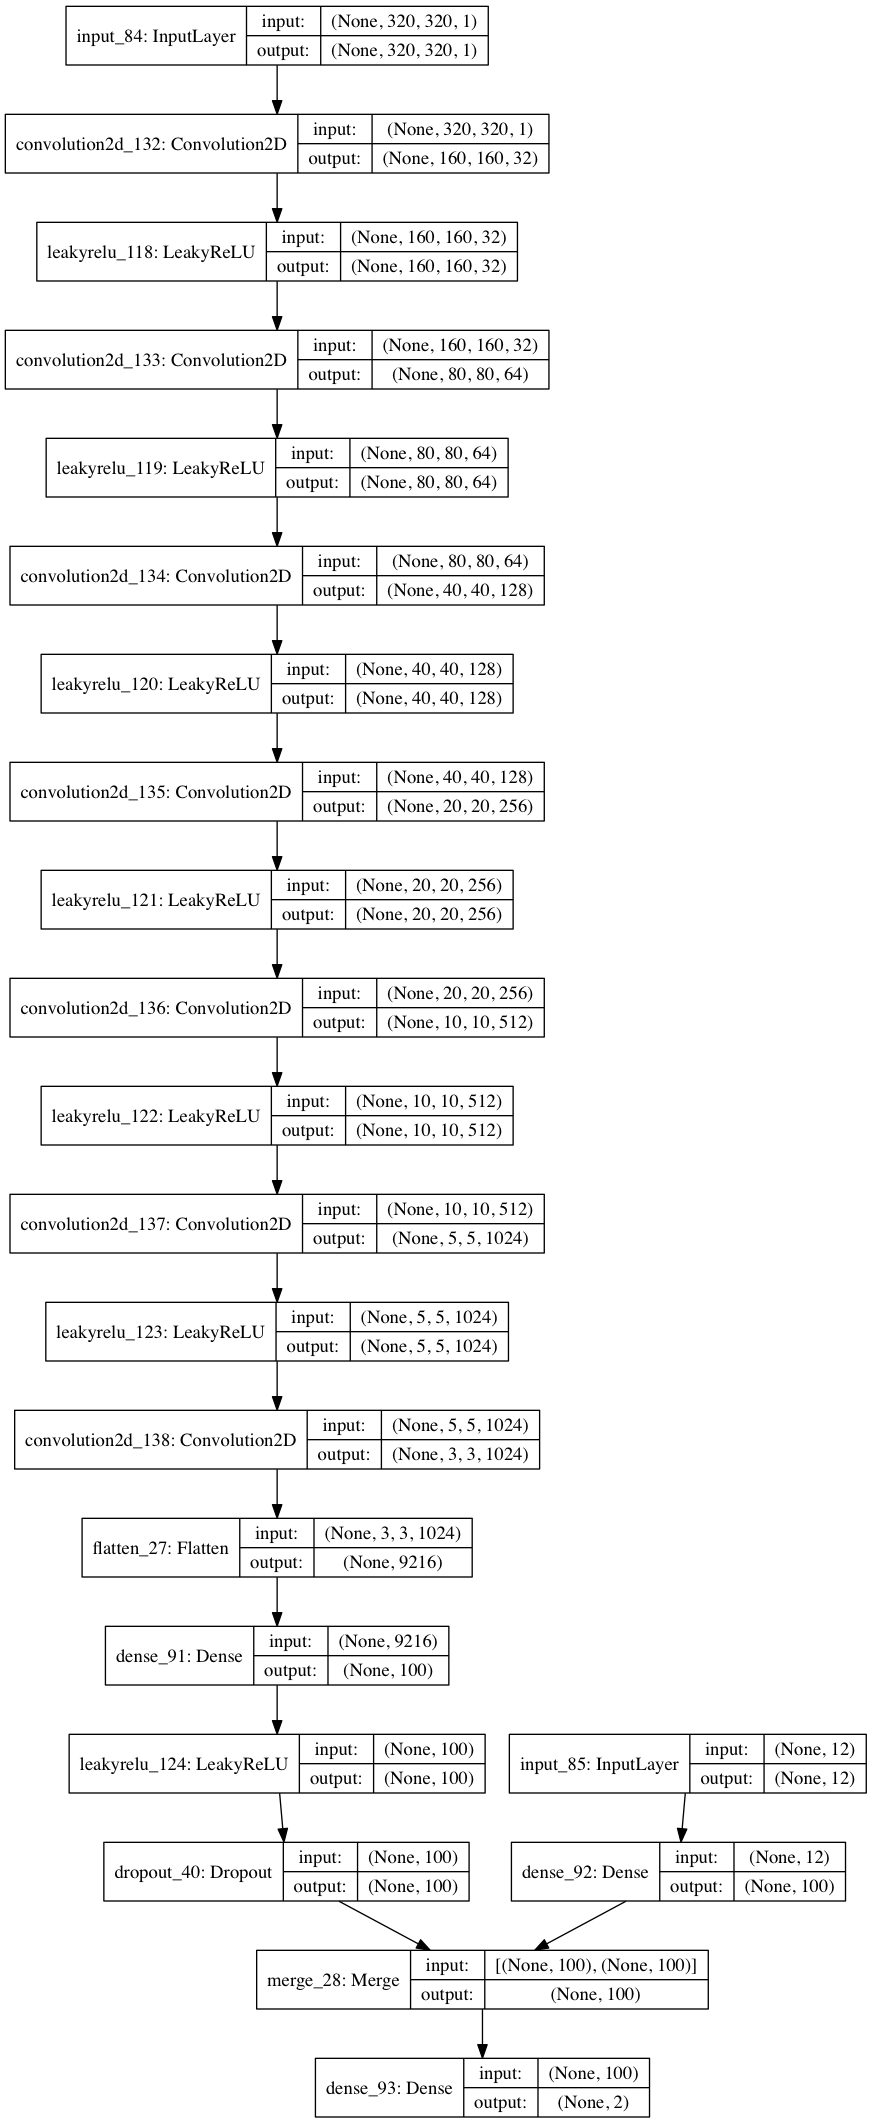 input_84: InputLayer
input: (None, 320, 320, 1)
output: (None, 320, 320, 1)
convolution2d_132: Convolution2D
input: (None, 320, 320, 1)
output: (None, 160, 160, 32)
leakyrelu_118: LeakyReLU
input: (None, 160, 160, 32)
output: (None, 160, 160, 32)
convolution2d_133: Convolution2D
input: (None, 160, 160, 32)
output: (None, 80, 80, 64)
leakyrelu_119: LeakyReLU
input: (None, 80, 80, 64)
output: (None, 80, 80, 64)
convolution2d_134: Convolution2D
input: (None, 80, 80, 64)
output: (None, 40, 40, 128)
leakyrelu_120: LeakyReLU
input: (None, 40, 40, 128)
output: (None, 40, 40, 128)
convolution2d_135: Convolution2D
input: (None, 40, 40, 128)
output: (None, 20, 20, 256)
leakyrelu_121: LeakyReLU
input: (None, 20, 20, 256)
output: (None, 20, 20, 256)
convolution2d_136: Convolution2D
input: (None, 20, 20, 256)
output: (None, 10, 10, 512)
leakyrelu_122: LeakyReLU
input: (None, 10, 10, 512)
output: (None, 10, 10, 512)
convolution2d_137: Convolution2D
input: (None, 10, 10, 512)
output: (None, 5, 5, 1024)
leakyrelu_123: LeakyReLU
input: (None, 5, 5, 1024)
output: (None, 5, 5, 1024)
convolution2d_138: Convolution2D
input: (None, 5, 5, 1024)
output: (None, 3, 3, 1024)
flatten_27: Flatten
input: (None, 3, 3, 1024)
output: (None, 9216)
dense_91: Dense
input: (None, 9216)
output: (None, 100)
leakyrelu_124: LeakyReLU
input: (None, 100)
output: (None, 100)
input_85: InputLayer
input: (None, 12)
output: (None, 12)
dropout_40: Dropout
input: (None, 100)
output: (None, 100)
dense_92: Dense
input: (None, 12)
output: (None, 100)
merge_28: Merge
input: [(None, 100), (None, 100)]
output: (None, 100)
dense_93: Dense
input: (None, 100)
output: (None, 2)